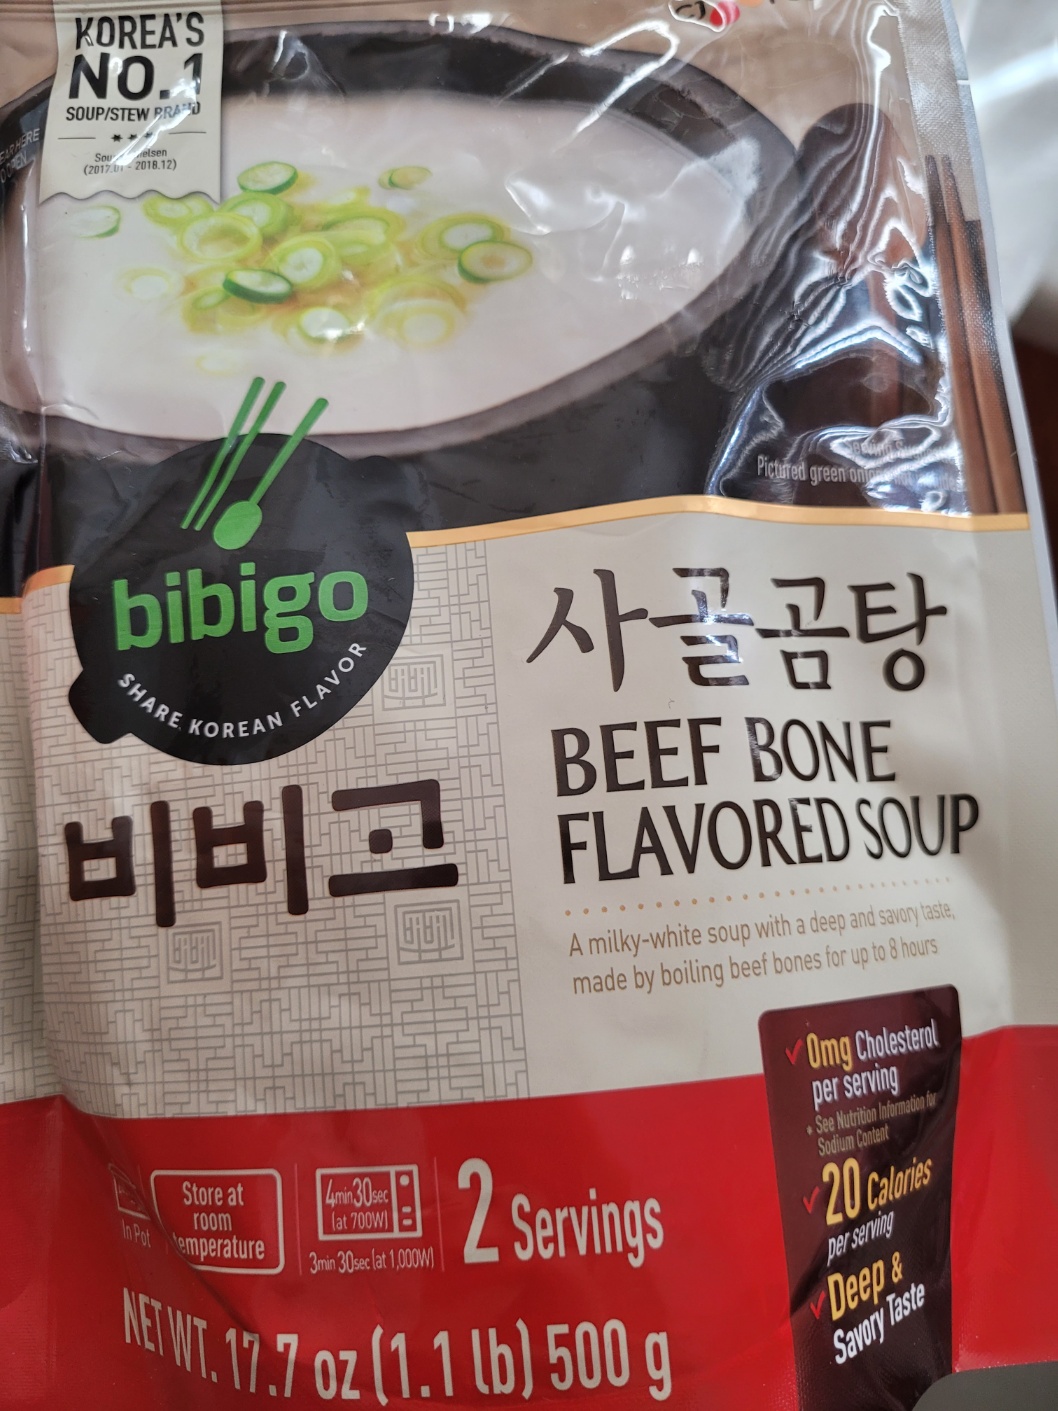 KOREA'S
NO.1
SOUP/STEW BRAND
(2017.01 - 2018.12)
Pictured green onions
bibigo
SHARE KOREAN FLAVOR
비비고
사골곰탕
BEEF BONE
FLAVORED SOUP
A milky-white soup with a deep and savory taste,
made by boiling beef bones for up to 8 hours
0mg Cholesterol
per serving
• See Nutrition Information for
Sodium Content
20 Calories
per serving
Deep &
Savory Taste
In Pot
Store at
room
temperature
4min30sec
(at 700W)
3min 30sec (at 1,000W)
2 Servings
NET WT. 17.7 oz (1.1 lb) 500 g